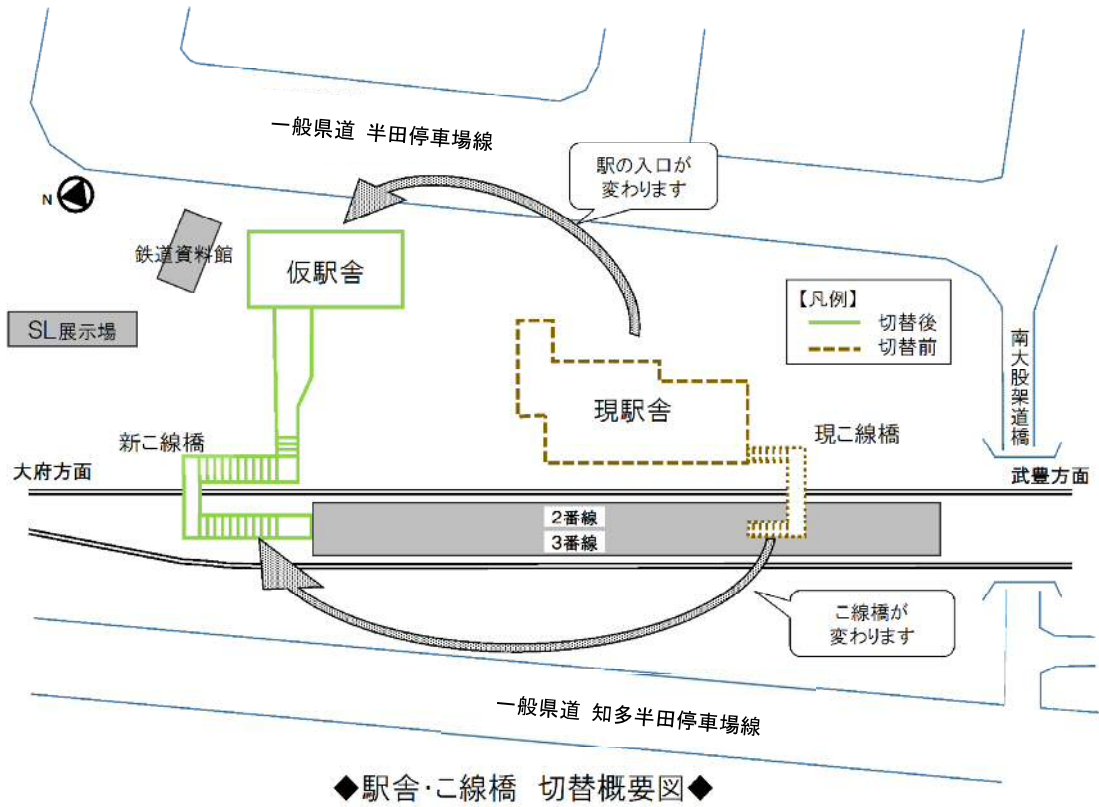 一般県道 半田停車場線
駅の入口が
変わります
N
鉄道資料館
仮駅舎
SL展示場
【凡例】
切替後
切替前
南大股架道橋
現駅舎
新こ線橋
現こ線橋
大府方面
武豊方面
2番線
3番線
こ線橋が
変わります
一般県道 知多半田停車場線
◆駅舎・こ線橋 切替概要図◆